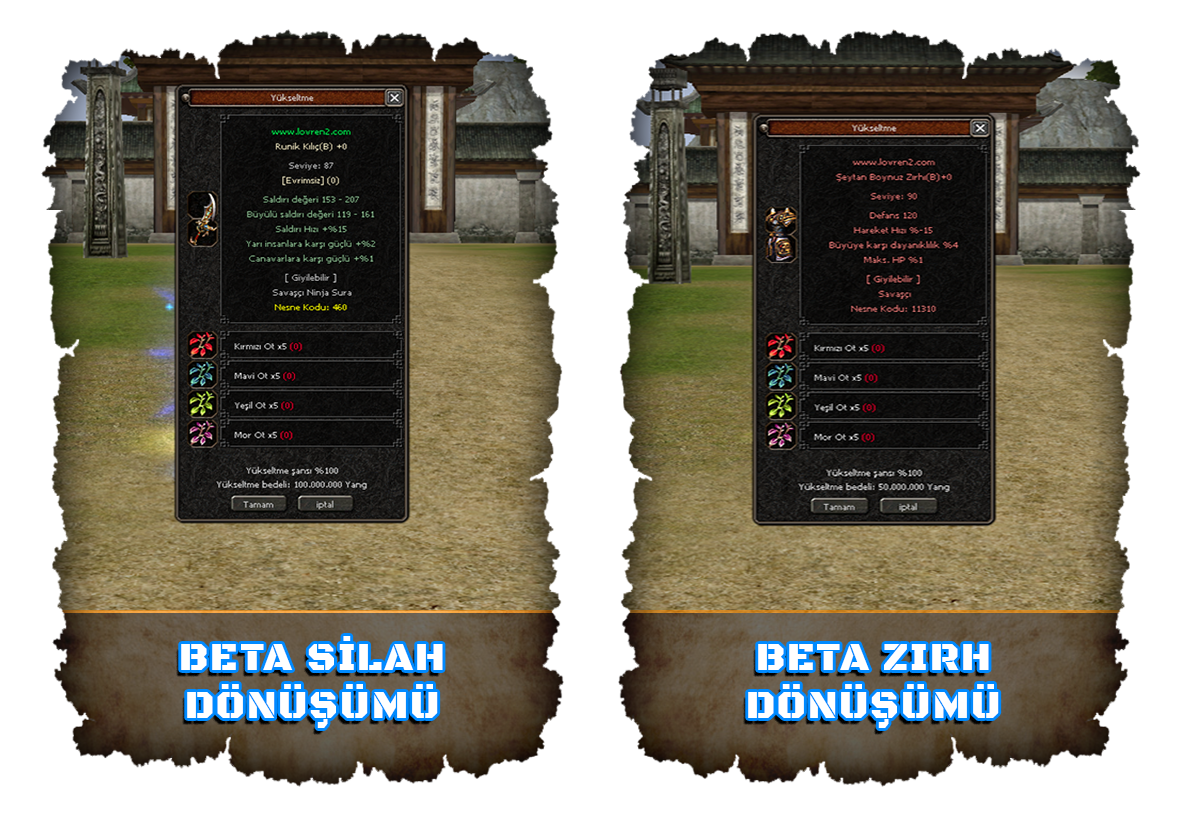 Yükseltme
www.lovren2.com
Runik Kılıç(B) +0
Seviye: 87
[Evrimsiz] (0)
Saldırı değeri 153 - 207
Büyülü saldırı değeri 119 - 161
Saldırı Hızı +%15
Yarı insanlara karşı güçlü +%2
Canavarlara karşı güçlü +%1
[ Giyilebilir ]
Savaşçı Ninja Sura
Nesne Kodu: 460
Kırmızı Ot x5 (0)
Mavi Ot x5 (0)
Yeşil Ot x5 (0)
Mor Ot x5 (0)
Yükseltme şansı %100
Yükseltme bedeli: 100.000.000 Yang
Tamam
iptal
BETA SİLAH
DÖNÜŞÜMÜ
Yükseltme
www.lovren2.com
Şeytan Boynuz Zırhı(B)+0
Seviye: 90
Defans 120
Hareket Hızı %-15
Büyüye karşı dayanıklılık %4
Maks. HP %1
[ Giyilebilir ]
Savaşçı
Nesne Kodu: 11310
Kırmızı Ot x5 (0)
Mavi Ot x5 (0)
Yeşil Ot x5 (0)
Mor Ot x5 (0)
Yükseltme şansı %100
Yükseltme bedeli: 50.000.000 Yang
Tamam
iptal
BETA ZIRH
DÖNÜŞÜMÜ